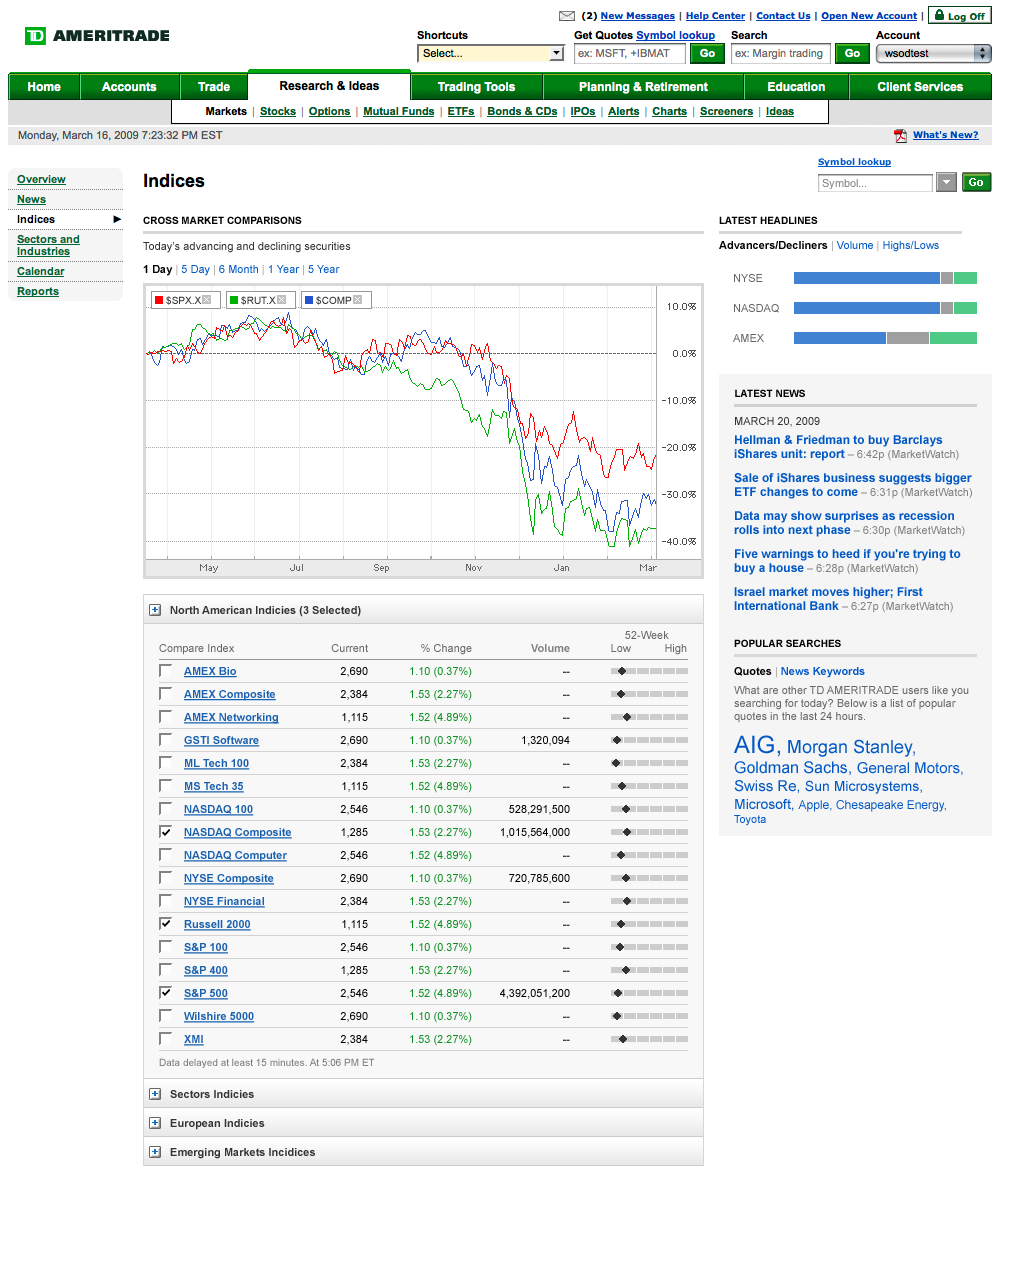 (2) New Messages | Help Center | Contact Us | Open New Account | Log Off
TD AMERITRADE
Shortcuts Get Quotes Symbol lookup Search Account
Select... ex: MSFT, +IBMAT Go ex: Margin trading Go wsodtest
Home Accounts Trade Research & Ideas Trading Tools Planning & Retirement Education Client Services
Markets | Stocks | Options | Mutual Funds | ETFs | Bonds & CDs | IPOs | Alerts | Charts | Screeners | Ideas
Monday, March 16, 2009 7:23:32 PM EST What's New?
Overview
News
Indices
Sectors and
Industries
Calendar
Reports
Indices
Symbol lookup
Symbol... Go
CROSS MARKET COMPARISONS
Today's advancing and declining securities
1 Day | 5 Day | 6 Month | 1 Year | 5 Year
$SPX.X $RUT.X $COMP
10.0%
0.0%
-10.0%
-20.0%
-30.0%
-40.0%
May Jul Sep Nov Jan Mar
North American Indicies (3 Selected)
52-Week
Compare Index Current % Change Volume Low High
AMEX Bio 2,690 1.10 (0.37%) --
AMEX Composite 2,384 1.53 (2.27%) --
AMEX Networking 1,115 1.52 (4.89%) --
GSTI Software 2,690 1.10 (0.37%) 1,320,094
ML Tech 100 2,384 1.53 (2.27%) --
MS Tech 35 1,115 1.52 (4.89%) --
NASDAQ 100 2,546 1.10 (0.37%) 528,291,500
NASDAQ Composite 1,285 1.53 (2.27%) 1,015,564,000
NASDAQ Computer 2,546 1.52 (4.89%) --
NYSE Composite 2,690 1.10 (0.37%) 720,785,600
NYSE Financial 2,384 1.53 (2.27%) --
Russell 2000 1,115 1.52 (4.89%) --
S&P 100 2,546 1.10 (0.37%) --
S&P 400 1,285 1.53 (2.27%) --
S&P 500 2,546 1.52 (4.89%) 4,392,051,200
Wilshire 5000 2,690 1.10 (0.37%) --
XMI 2,384 1.53 (2.27%) --
Data delayed at least 15 minutes. At 5:06 PM ET
Sectors Indicies
European Indicies
Emerging Markets Incidices
LATEST HEADLINES
Advancers/Decliners | Volume | Highs/Lows
NYSE
NASDAQ
AMEX
LATEST NEWS
MARCH 20, 2009
Hellman & Friedman to buy Barclays
iShares unit: report – 6:42p (MarketWatch)
Sale of iShares business suggests bigger
ETF changes to come – 6:31p (MarketWatch)
Data may show surprises as recession
rolls into next phase – 6:30p (MarketWatch)
Five warnings to heed if you're trying to
buy a house – 6:28p (MarketWatch)
Israel market moves higher; First
International Bank – 6:27p (MarketWatch)
POPULAR SEARCHES
Quotes | News Keywords
What are other TD AMERITRADE users like you
searching for today? Below is a list of popular
quotes in the last 24 hours.
AIG, Morgan Stanley,
Goldman Sachs, General Motors,
Swiss Re, Sun Microsystems,
Microsoft, Apple, Chesapeake Energy,
Toyota